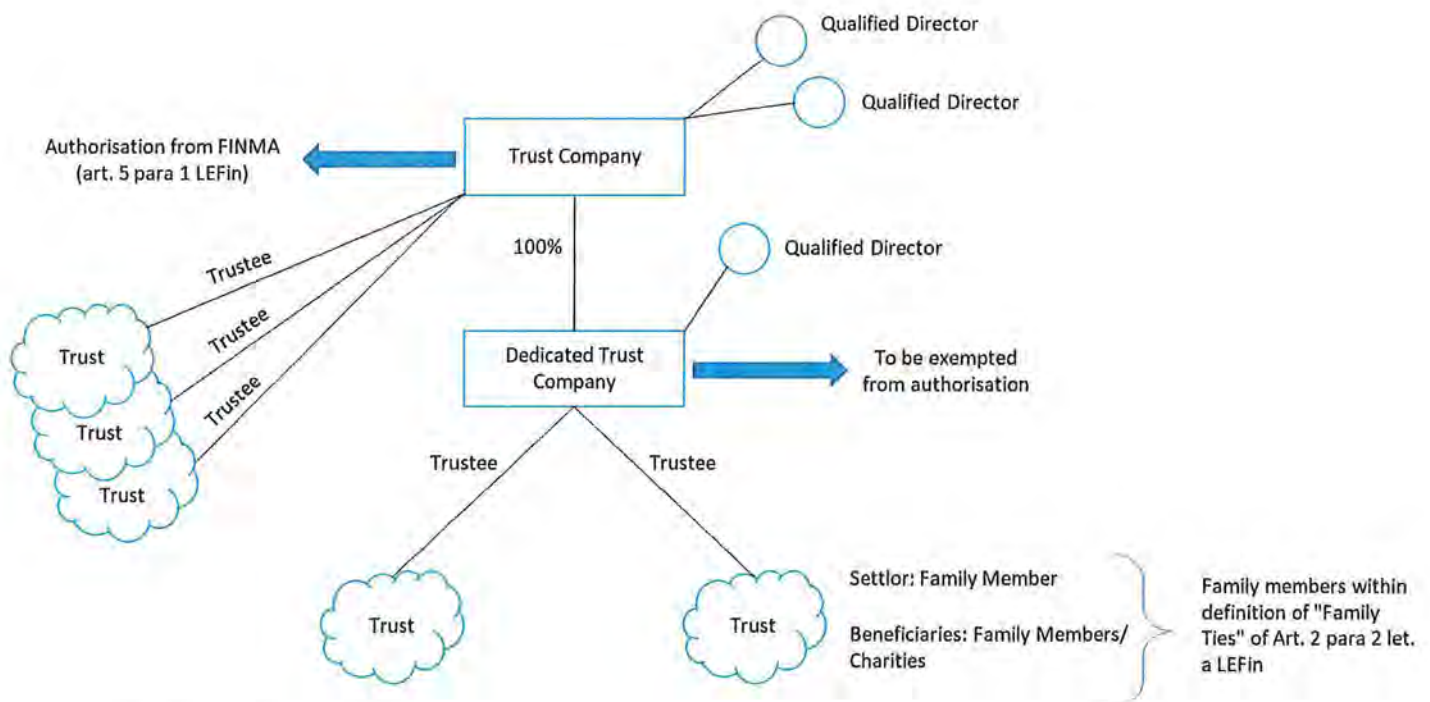 Qualified Director
Qualified Director
Authorisation from FINMA
(art. 5 para 1 LEFin)
Trust Company
100%
Qualified Director
Trustee
Trustee
Trustee
Trust
Trust
Trust
Dedicated Trust
Company
To be exempted
from authorisation
Trustee
Trustee
Trust
Trust
Settlor: Family Member
Beneficiaries: Family Members/
Charities
Family members within
definition of "Family
Ties" of Art. 2 para 2 let.
a LEFin